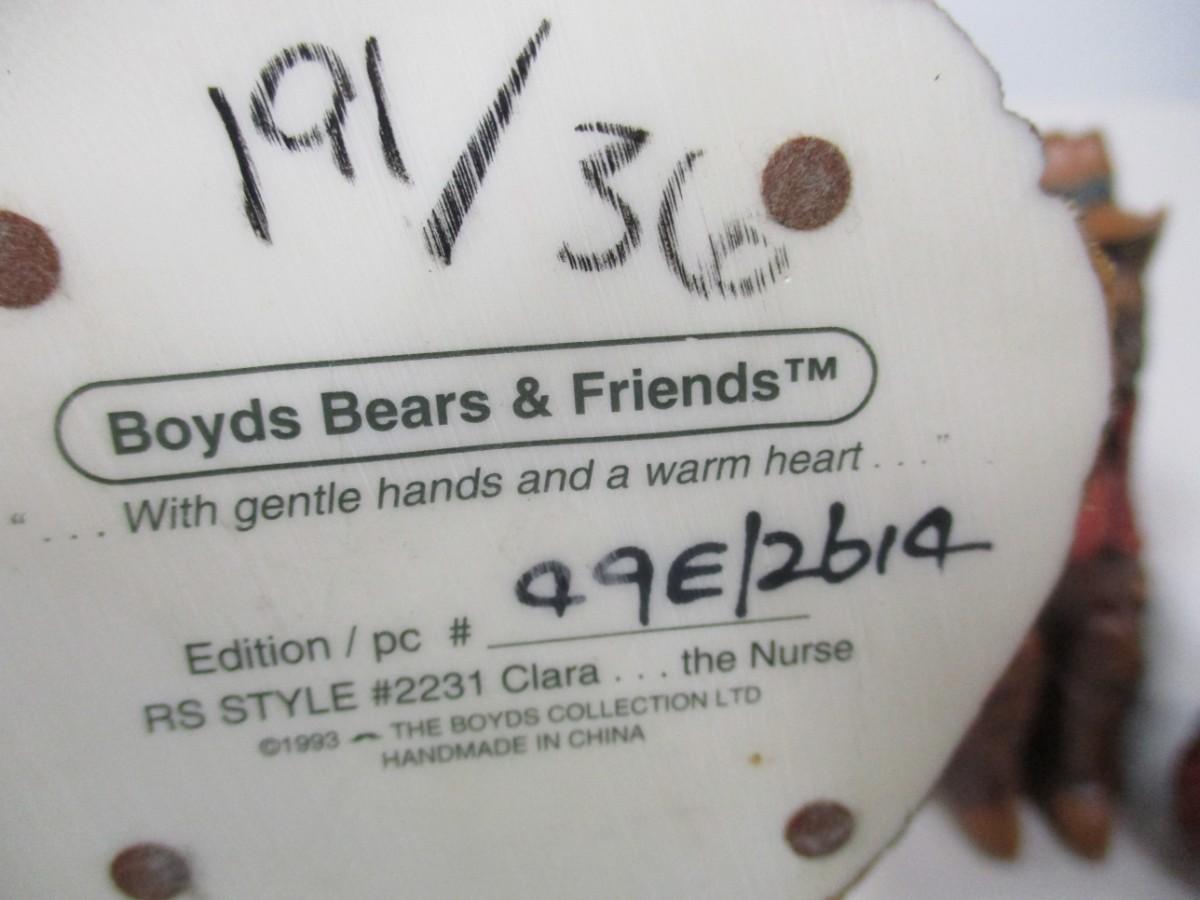 191/36
Boyds Bears & Friends™
“ . . . With gentle hands and a warm heart . . . ”
Edition / pc # 49E/2614
RS STYLE #2231 Clara . . . the Nurse
©1993 THE BOYDS COLLECTION LTD
HANDMADE IN CHINA